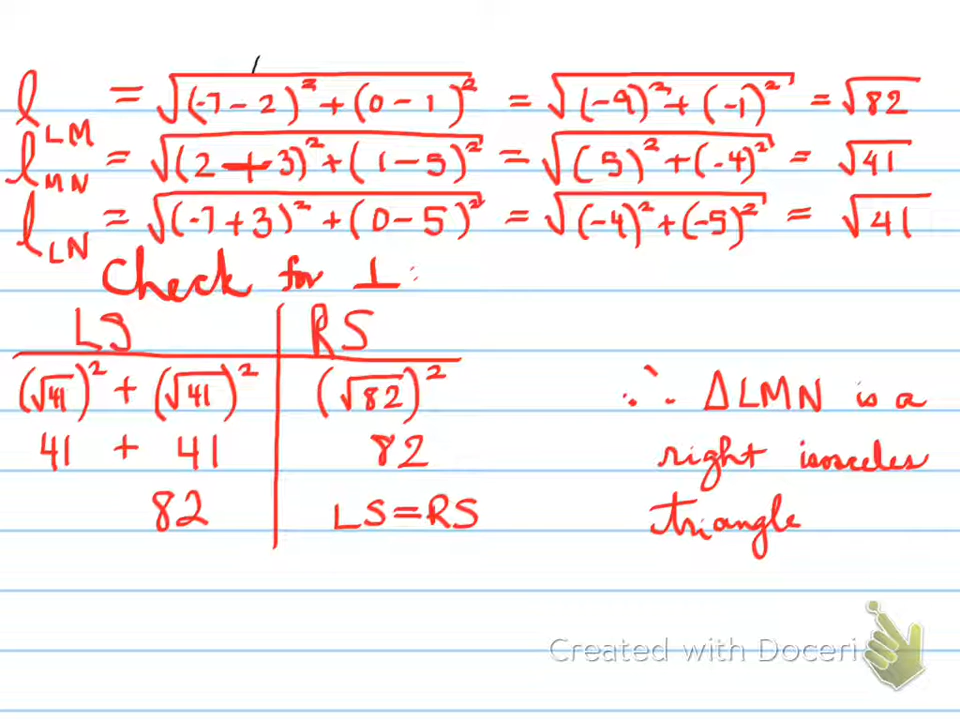 l_LM = √((-7-2)² + (0-1)²) = √((-9)² + (-1)²) = √82
l_MN = √((2+3)² + (1-5)²) = √((5)² + (-4)²) = √41
l_LN = √((-7+3)² + (0-5)²) = √((-4)² + (-5)²) = √41
Check for ⊥:
LS | RS
(√41)² + (√41)² | (√82)²
41 + 41 | 82
82 | LS=RS
∴ ΔLMN is a
right isosceles
triangle
Created with Doceri